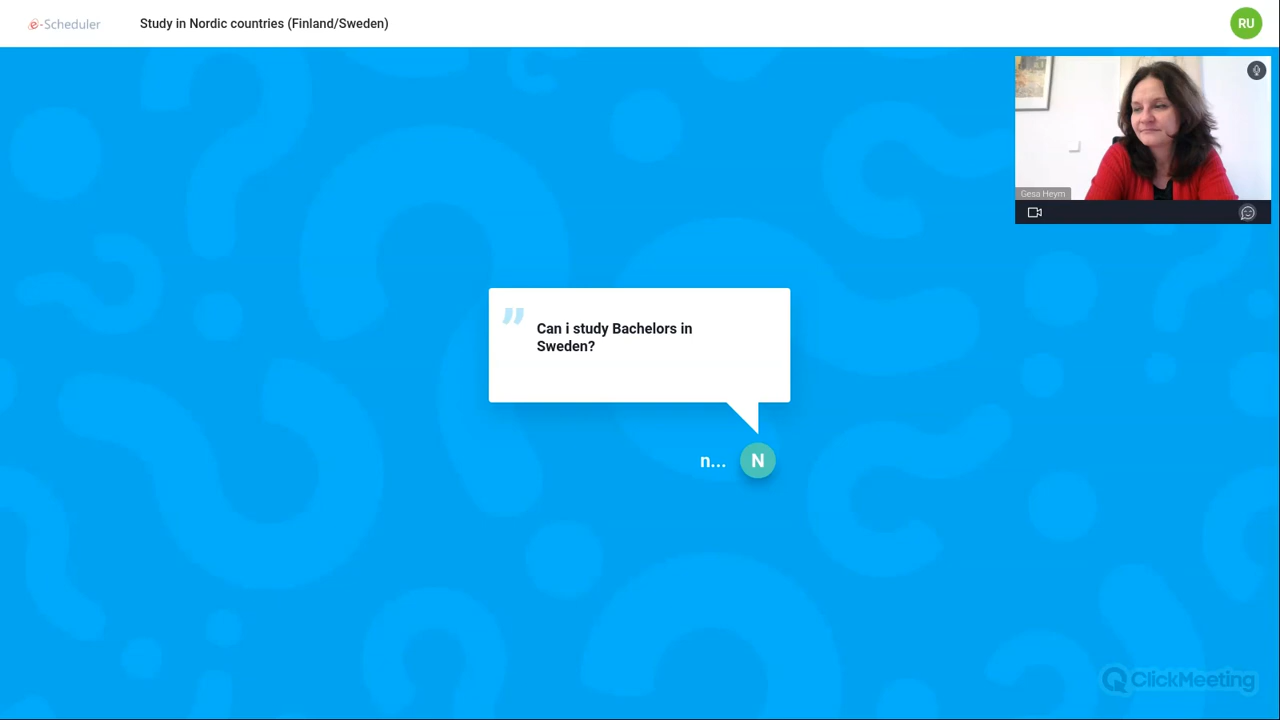 e-Scheduler
Study in Nordic countries (Finland/Sweden)
RU
Gesa Heym
Can i study Bachelors in
Sweden?
n...
N
ClickMeeting